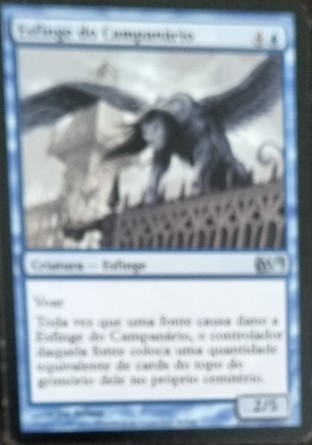 Esfinge do Campanário 4
Criatura — Esfinge
Voar
Toda vez que uma fonte causa dano a
Esfinge do Campanário, o controlador
daquela fonte coloca uma quantidade
equivalente de cards do topo do
grimório dele no próprio cemitério.
2/5